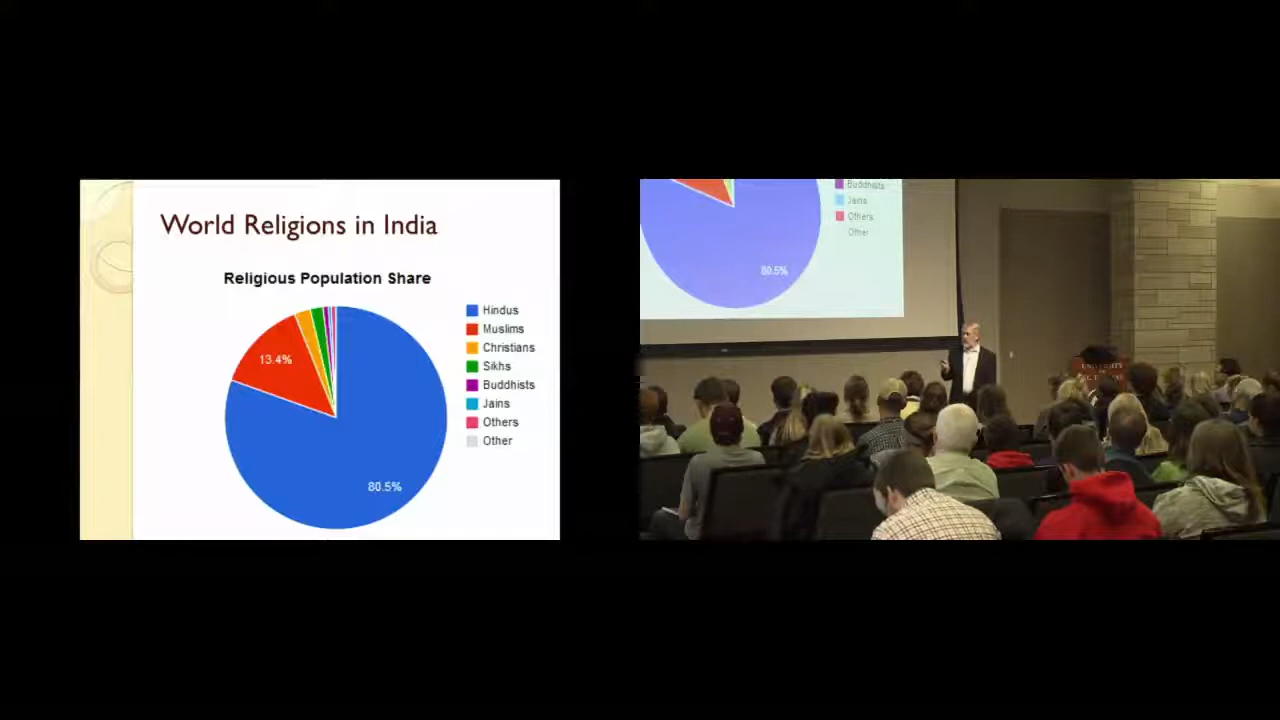 World Religions in India
Religious Population Share
Hindus
Muslims
Christians
Sikhs
Buddhists
Jains
Others
Other
13.4%
80.5%
Buddhists
Jains
Others
Other
80.5%
UNIVERSITY